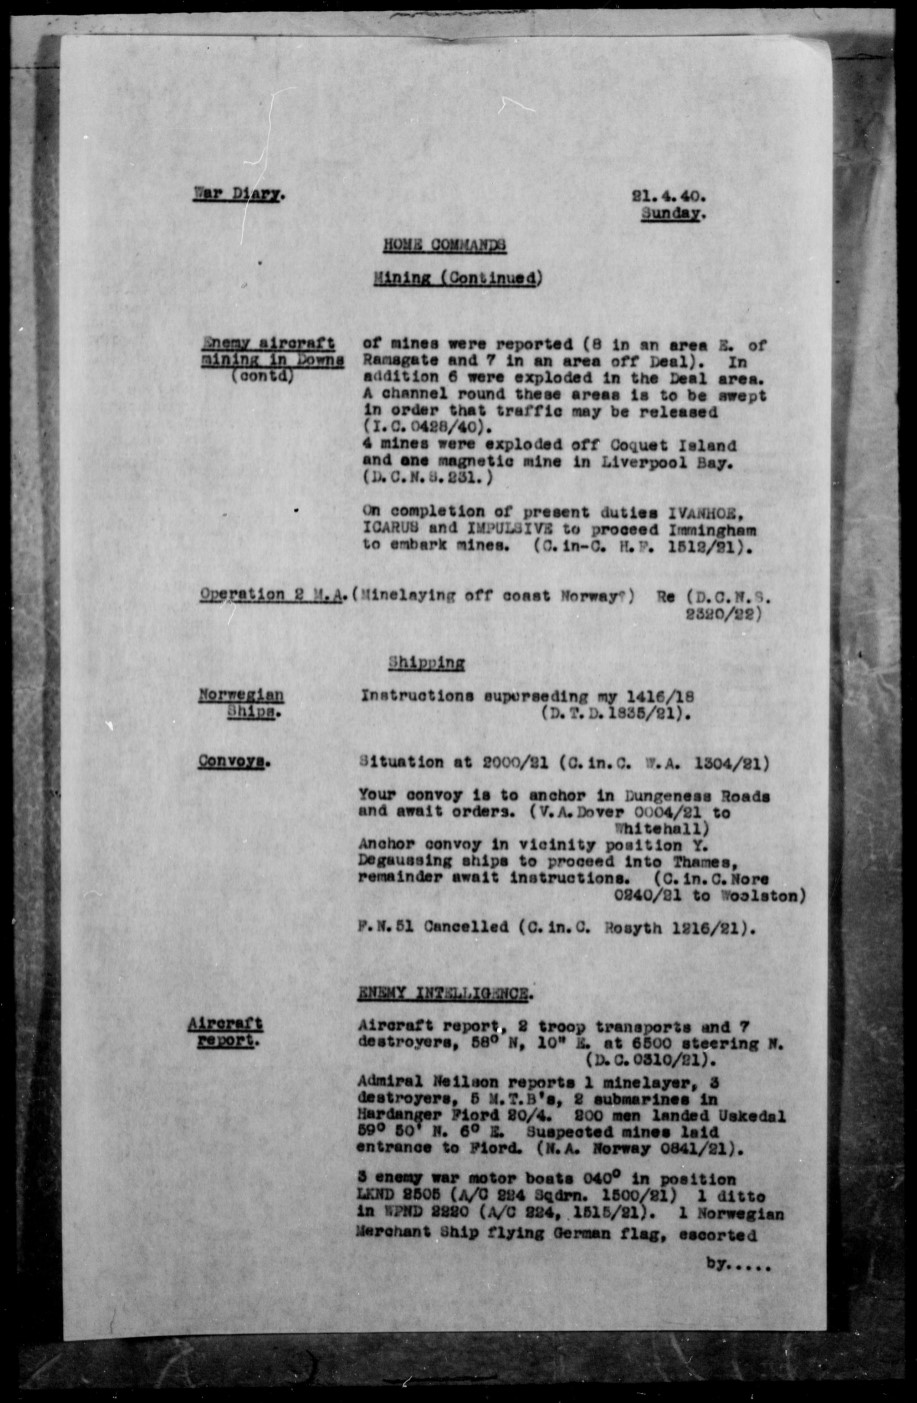 War Diary.
21.4.40.
Sunday.
HOME COMMANDS
Mining (Continued)
Enemy aircraft
mining in Downs
(contd)
of mines were reported (8 in an area E. of
Ramsgate and 7 in an area off Deal). In
addition 6 were exploded in the Deal area.
A channel round these areas is to be swept
in order that traffic may be released
(I.C.0428/40).
4 mines were exploded off Coquet Island
and one magnetic mine in Liverpool Bay.
(D.C.N.S.231.)
On completion of present duties IVANHOE,
ICARUS and IMPULSIVE to proceed Immingham
to embark mines. (C.in-C. H.F. 1512/21).
Operation 2 M.A.(Minelaying off coast Norway?) Re (D.C.N.S.
2320/22)
Shipping
Norwegian
Ships.
Instructions superseding my 1416/18
(D.T.D.1835/21).
Convoys.
Situation at 2000/21 (C.in.C. W.A. 1304/21)
Your convoy is to anchor in Dungeness Roads
and await orders. (V.A.Dover 0004/21 to
Whitehall)
Anchor convoy in vicinity position Y.
Degaussing ships to proceed into Thames,
remainder await instructions. (C.in.C.Nore
0240/21 to Woolston)
F.N.51 Cancelled (C.in.C. Rosyth 1216/21).
ENEMY INTELLIGENCE.
Aircraft
report.
Aircraft report, 2 troop transports and 7
destroyers, 58° N, 10" E. at 6500 steering N.
(D.C.0310/21).
Admiral Neilson reports 1 minelayer, 3
destroyers, 5 M.T.B's, 2 submarines in
Hardanger Fiord 20/4. 200 men landed Uskedal
59° 50' N. 6° E. Suspected mines laid
entrance to Fiord. (N.A. Norway 0841/21).
3 enemy war motor boats 040° in position
LKND 2505 (A/C 224 Sqdrn. 1500/21) 1 ditto
in WPND 2220 (A/C 224, 1515/21). 1 Norwegian
Merchant Ship flying German flag, escorted
by.....